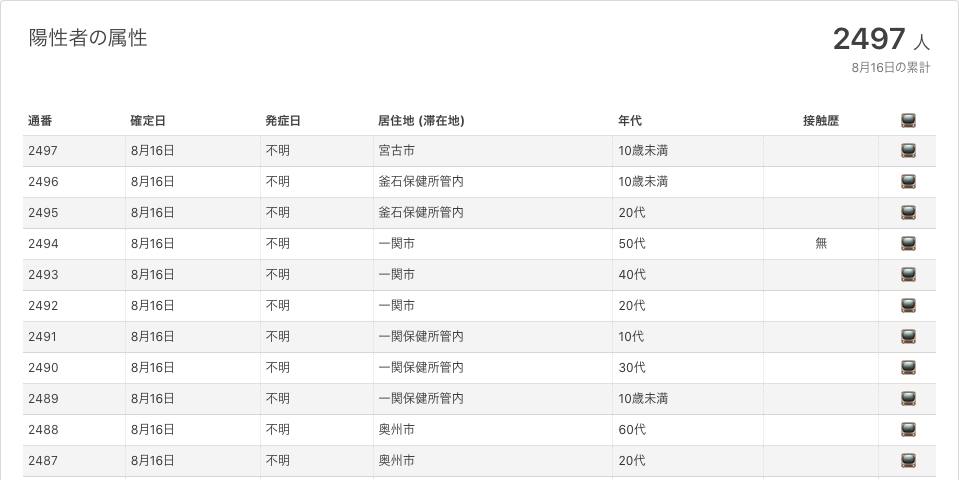 陽性者の属性
2497 人
8月16日の累計
通番 確定日 発症日 居住地 (滞在地) 年代 接触歴
2497 8月16日 不明 宮古市 10歳未満
2496 8月16日 不明 釜石保健所管内 10歳未満
2495 8月16日 不明 釜石保健所管内 20代
2494 8月16日 不明 一関市 50代 無
2493 8月16日 不明 一関市 40代
2492 8月16日 不明 一関市 20代
2491 8月16日 不明 一関保健所管内 10代
2490 8月16日 不明 一関保健所管内 30代
2489 8月16日 不明 一関保健所管内 10歳未満
2488 8月16日 不明 奥州市 60代
2487 8月16日 不明 奥州市 20代